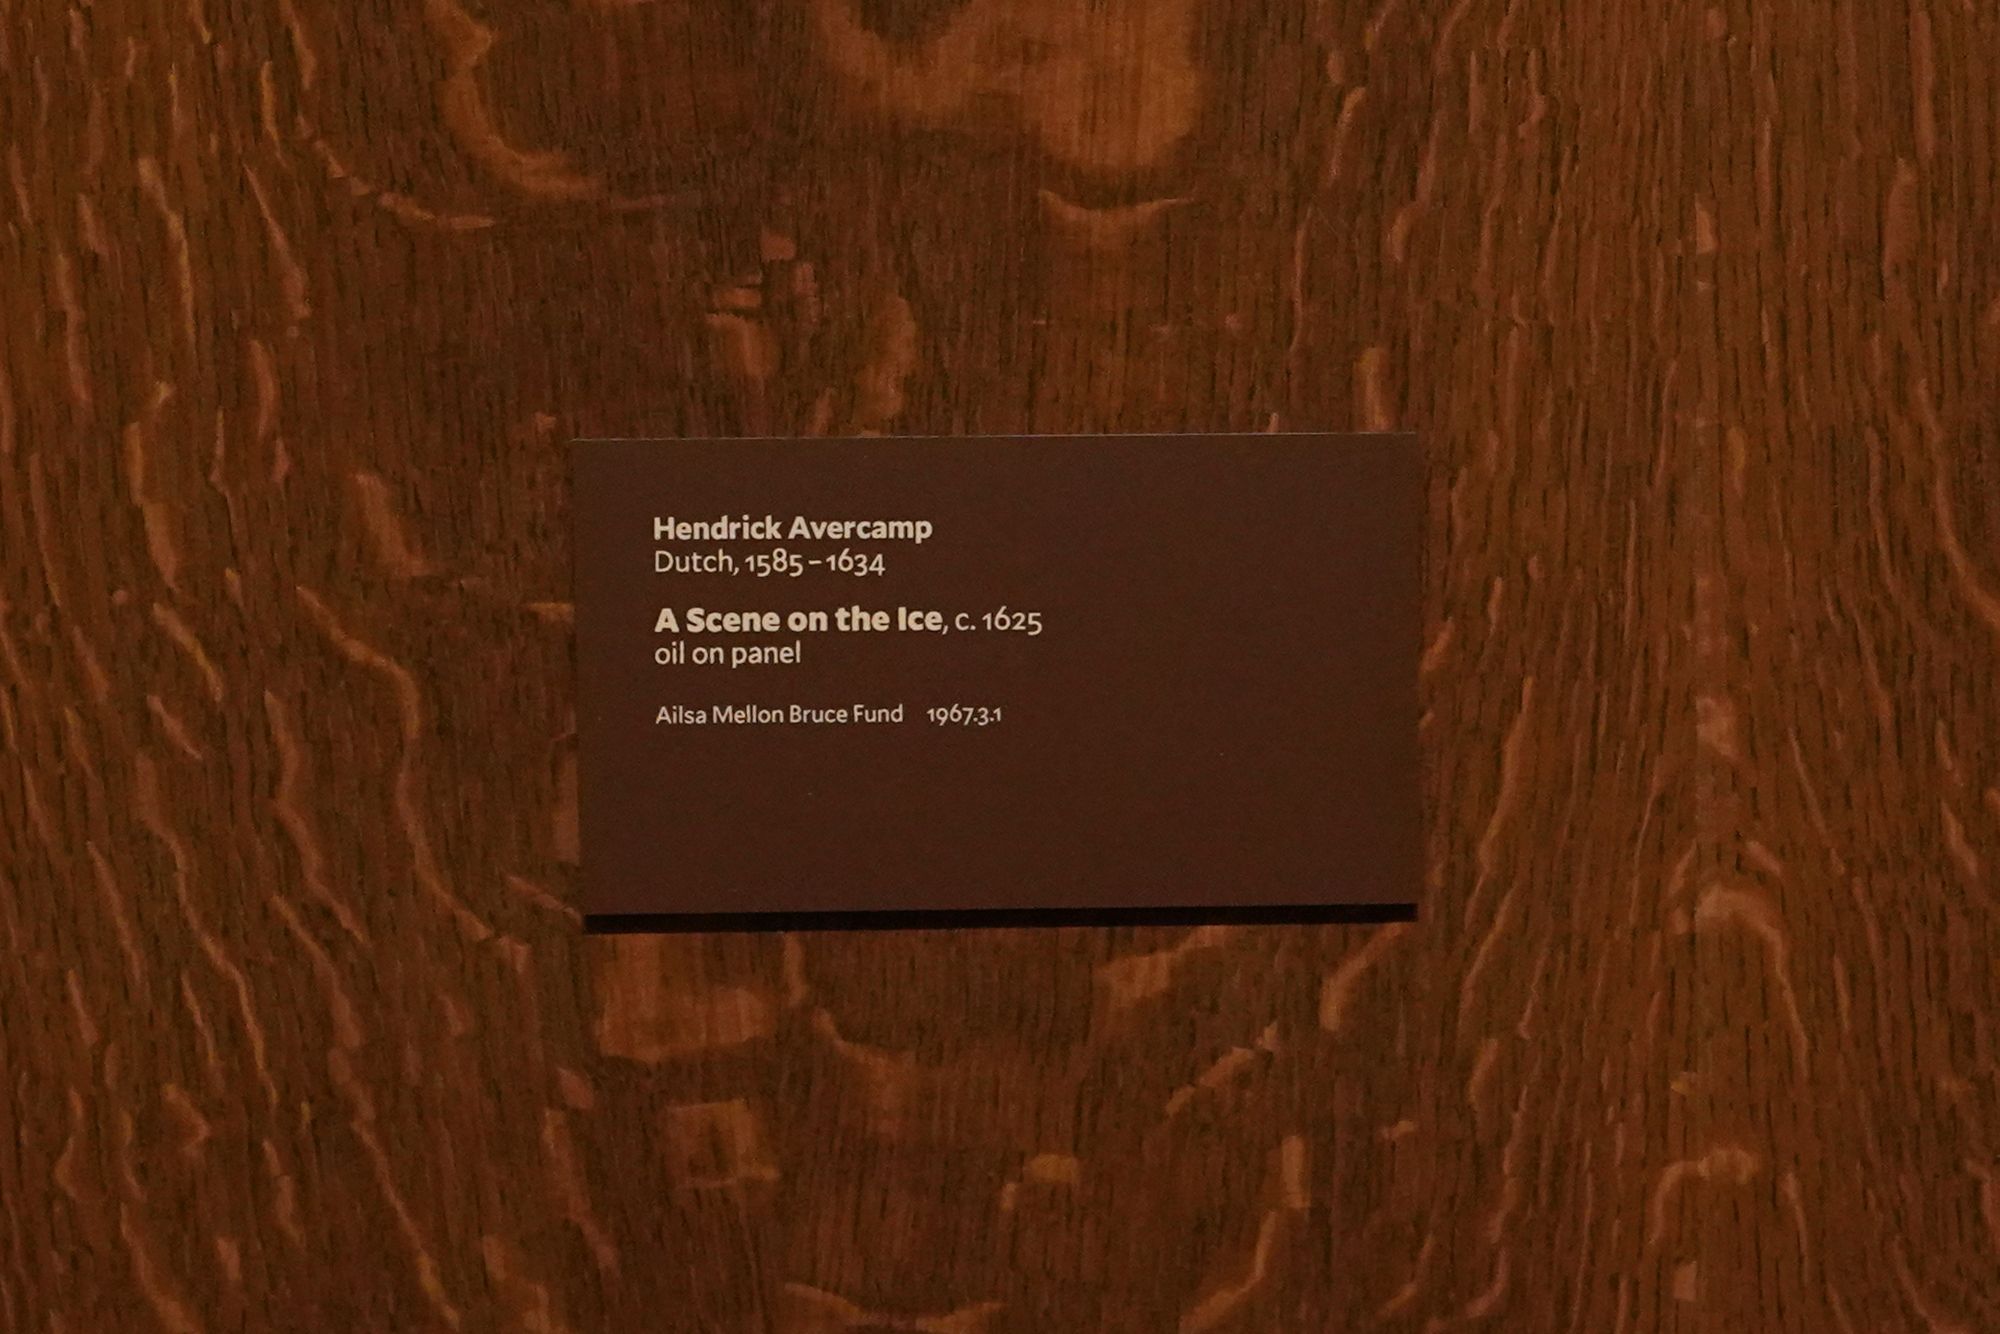 Hendrick Avercamp
Dutch, 1585–1634
A Scene on the Ice, c. 1625
oil on panel
Ailsa Mellon Bruce Fund 1967.3.1